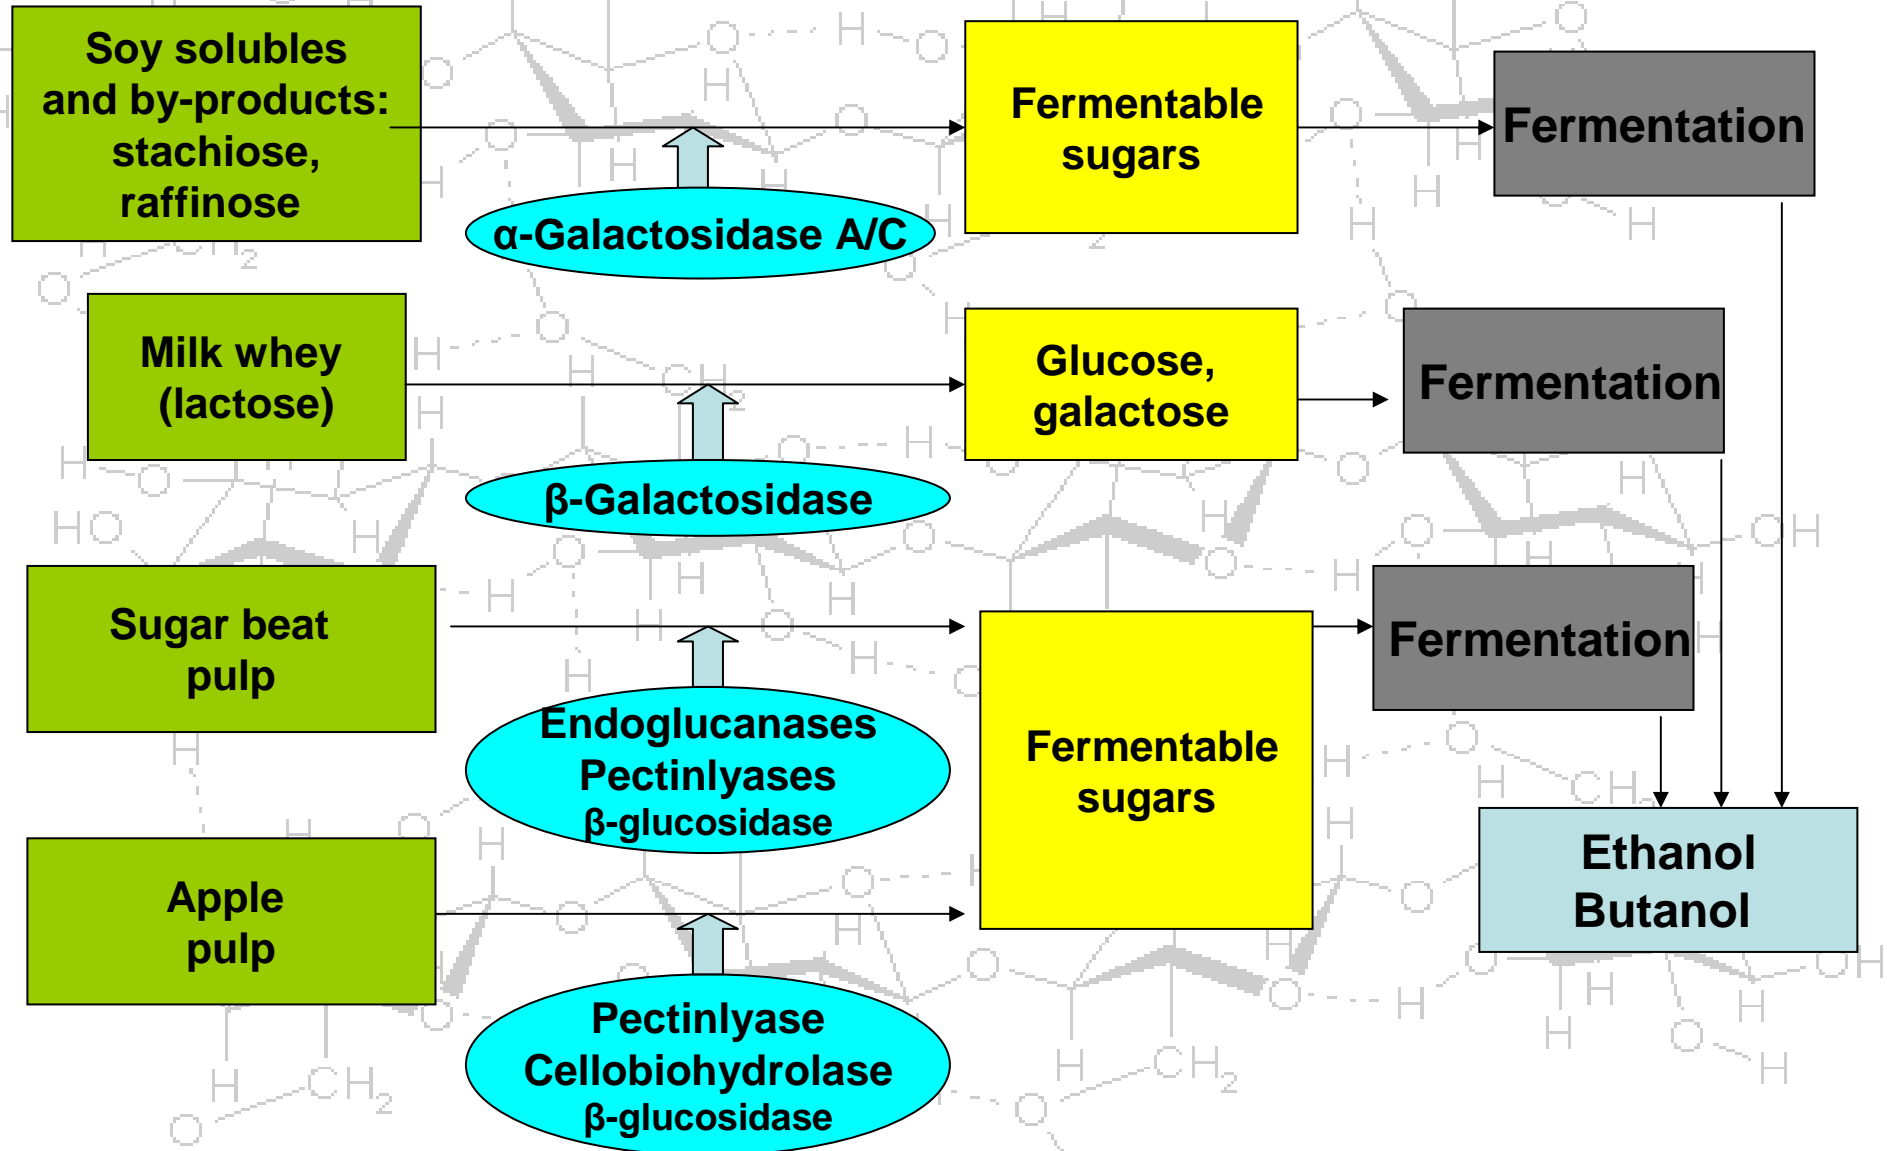 Soy solubles
and by-products:
stachiose,
raffinose
α-Galactosidase A/C
Fermentable
sugars
Fermentation
Milk whey
(lactose)
β-Galactosidase
Glucose,
galactose
Fermentation
Sugar beat
pulp
Endoglucanases
Pectinlyases
β-glucosidase
Fermentable
sugars
Fermentation
Apple
pulp
Pectinlyase
Cellobiohydrolase
β-glucosidase
Ethanol
Butanol